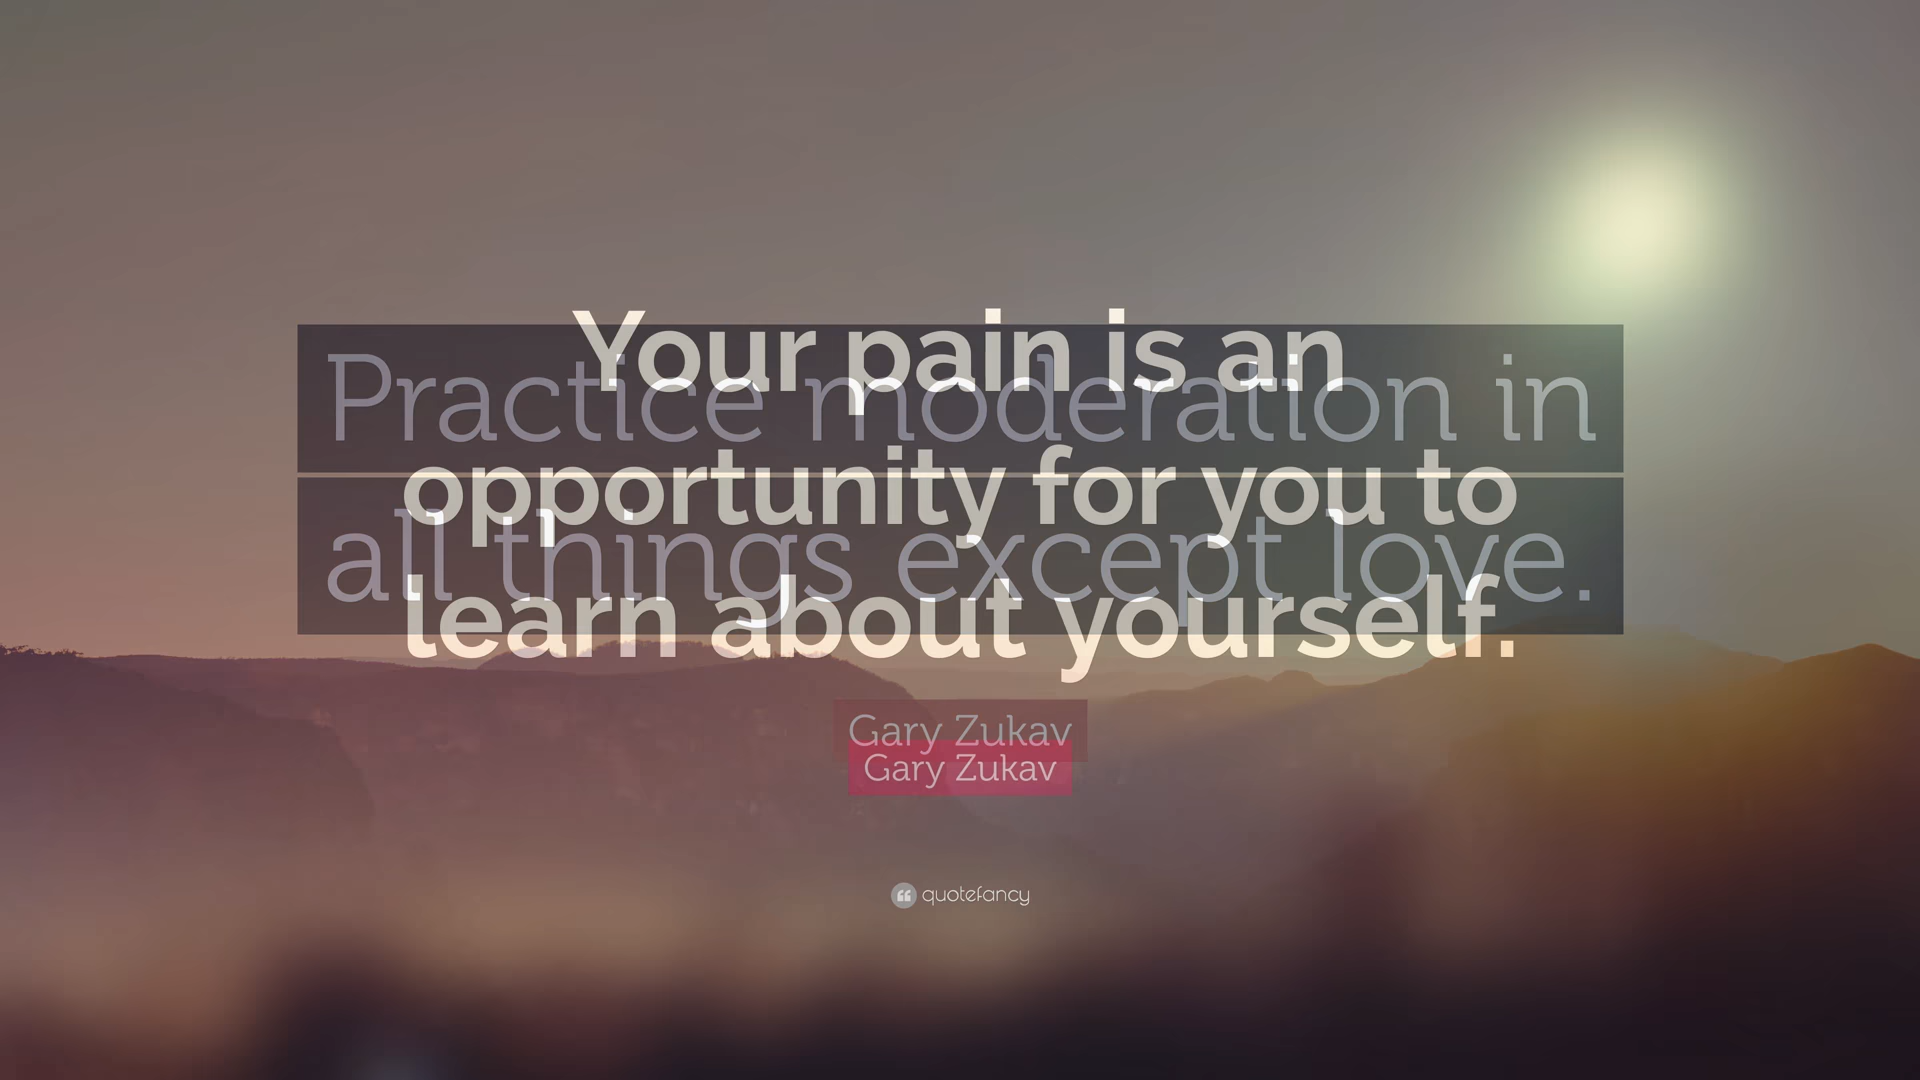 Your pain is an
opportunity for you to
learn about yourself.
Practice moderation in
all things except love.
Gary Zukav
Gary Zukav
quotefancy